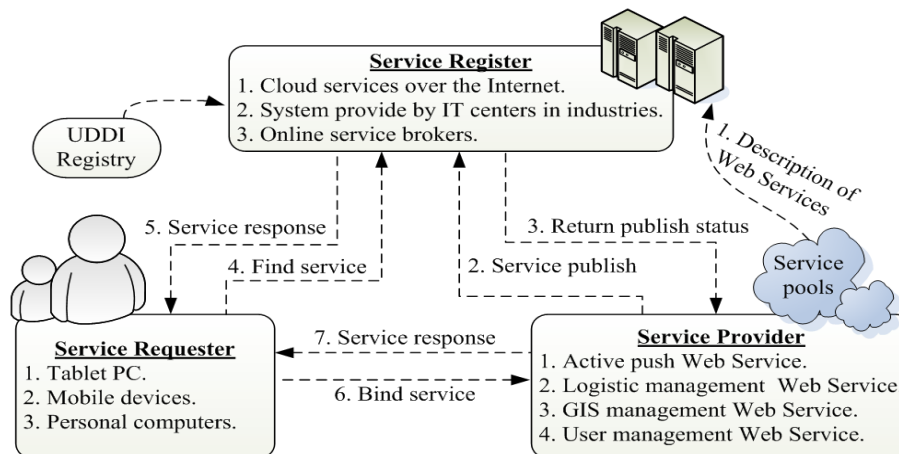 Service Register
1. Cloud services over the Internet.
2. System provide by IT centers in industries.
3. Online service brokers.
UDDI
Registry
1. Description of
Web Services
5. Service response
4. Find service
3. Return publish status
2. Service publish
Service
pools
7. Service response
6. Bind service
Service Requester
1. Tablet PC.
2. Mobile devices.
3. Personal computers.
Service Provider
1. Active push Web Service.
2. Logistic management Web Service
3. GIS management Web Service.
4. User management Web Service.